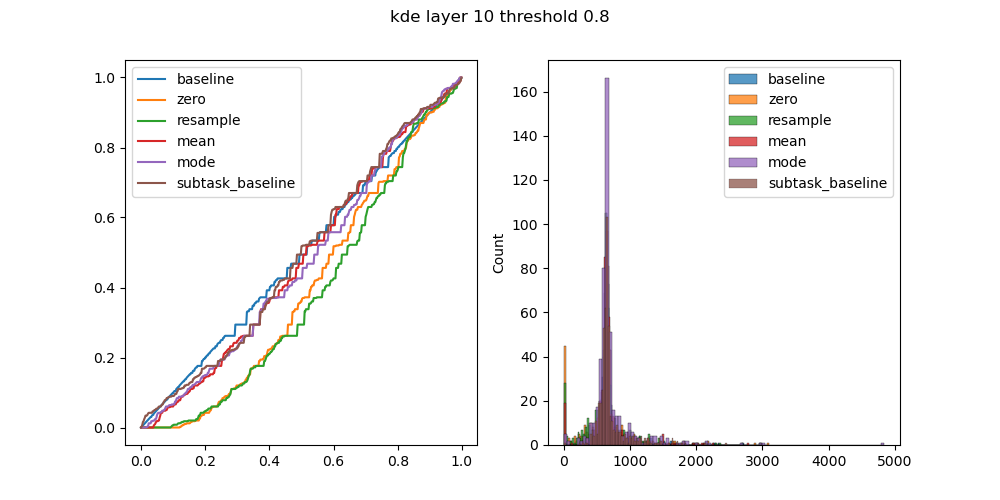 kde layer 10 threshold 0.8
baseline
zero
resample
mean
mode
subtask_baseline
1.0
0.8
0.6
0.4
0.2
0.0
0.0 0.2 0.4 0.6 0.8 1.0
baseline
zero
resample
mean
mode
subtask_baseline
Count
160
140
120
100
80
60
40
20
0
0 1000 2000 3000 4000 5000